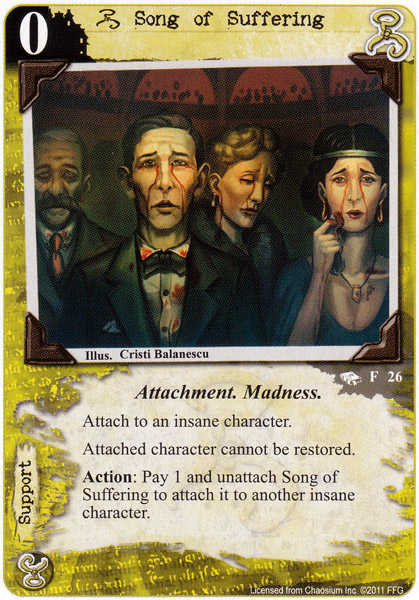 0
Song of Suffering
Illus. Cristi Balanescu
F 26
Attachment. Madness.
Attach to an insane character.
Attached character cannot be restored.
Action: Pay 1 and unattach Song of
Suffering to attach it to another insane
character.
Support
Licensed from Chaosium Inc. ©2011 FFG